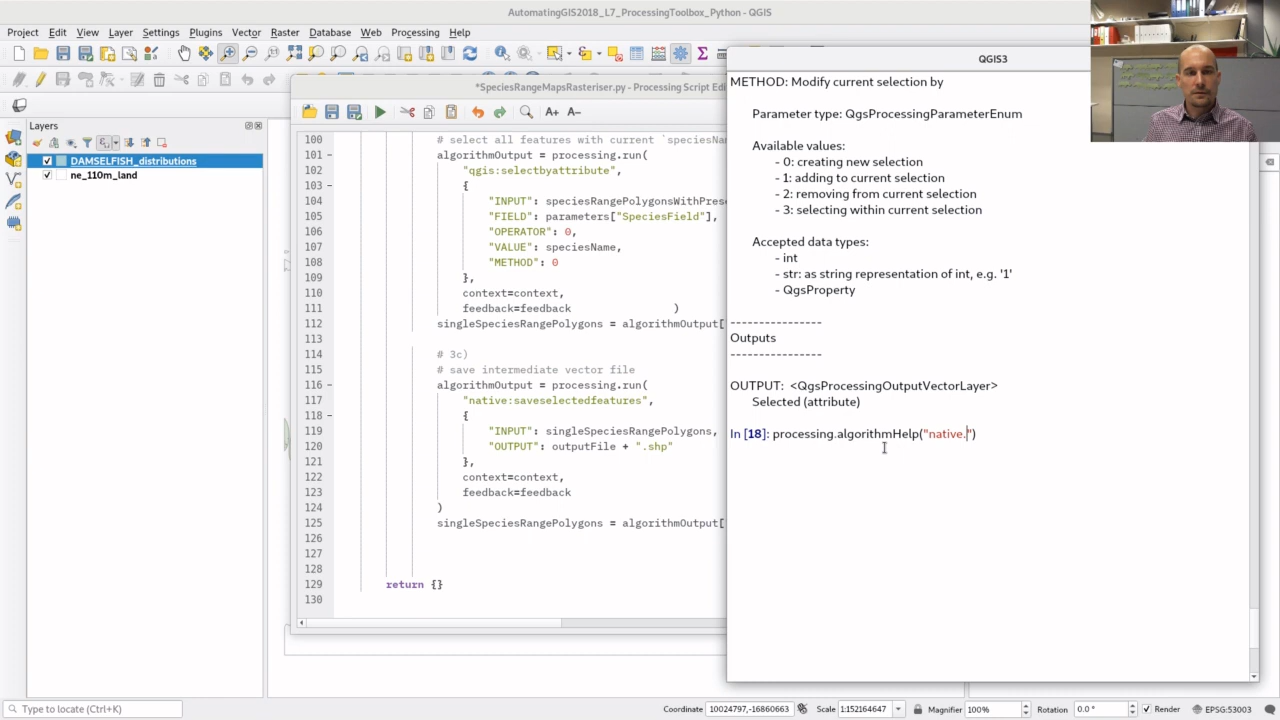 AutomatingGIS2018_L7_ProcessingToolbox_Python - QGIS
Project Edit View Layer Settings Plugins Vector Raster Database Web Processing Help
Layers
DAMSELFISH_distributions
ne_110m_land
*SpeciesRangeMapsRasteriser.py - Processing Script Edi
100 # select all features with current `speciesNa
101 algorithmOutput = processing.run(
102 "qgis:selectbyattribute",
103 {
104 "INPUT": speciesRangePolygonsWithPrese
105 "FIELD": parameters["SpeciesField"],
106 "OPERATOR": 0,
107 "VALUE": speciesName,
108 "METHOD": 0
109 },
110 context=context,
111 feedback=feedback )
112 singleSpeciesRangePolygons = algorithmOutput[
113
114 # 3c)
115 # save intermediate vector file
116 algorithmOutput = processing.run(
117 "native:saveselectedfeatures",
118 {
119 "INPUT": singleSpeciesRangePolygons,
120 "OUTPUT": outputFile + ".shp"
121 },
122 context=context,
123 feedback=feedback
124 )
125 singleSpeciesRangePolygons = algorithmOutput[
126
127
128
129 return {}
130
QGIS3
METHOD: Modify current selection by
Parameter type: QgsProcessingParameterEnum
Available values:
- 0: creating new selection
- 1: adding to current selection
- 2: removing from current selection
- 3: selecting within current selection
Accepted data types:
- int
- str: as string representation of int, e.g. '1'
- QgsProperty
----------------
Outputs
----------------
OUTPUT: <QgsProcessingOutputVectorLayer>
Selected (attribute)
In [18]: processing.algorithmHelp("native.")
Type to locate (Ctrl+K)
Coordinate 10024797,-16860663 Scale 1:152164647 Magnifier 100% Rotation 0.0 ° Render EPSG:53003